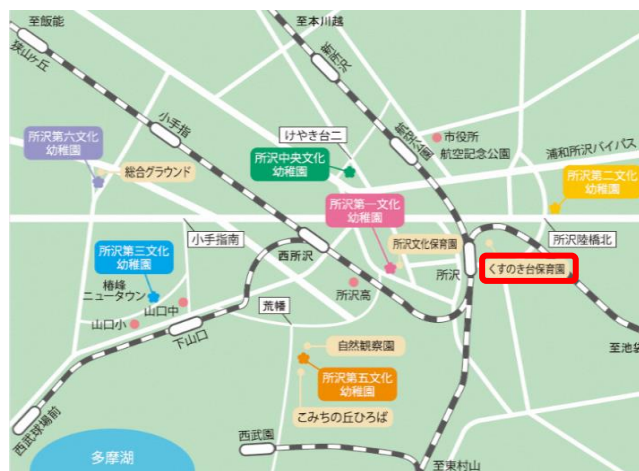 至飯能
至本川越
狭山ヶ丘
新所沢
小手指
けやき台二
航空公園
市役所
航空記念公園
浦和所沢バイパス
所沢第六文化
幼稚園
総合グラウンド
所沢中央文化
幼稚園
所沢第二文化
幼稚園
所沢第一文化
幼稚園
小手指南
所沢陸橋北
所沢第三文化
幼稚園
西所沢
所沢文化保育園
所沢
くすのき台保育園
椿峰
ニュータウン
山口中
所沢高
荒幡
山口小
下山口
自然観察園
至池袋
所沢第五文化
幼稚園
こみちの丘ひろば
西武球場前
西武園
多摩湖
至東村山